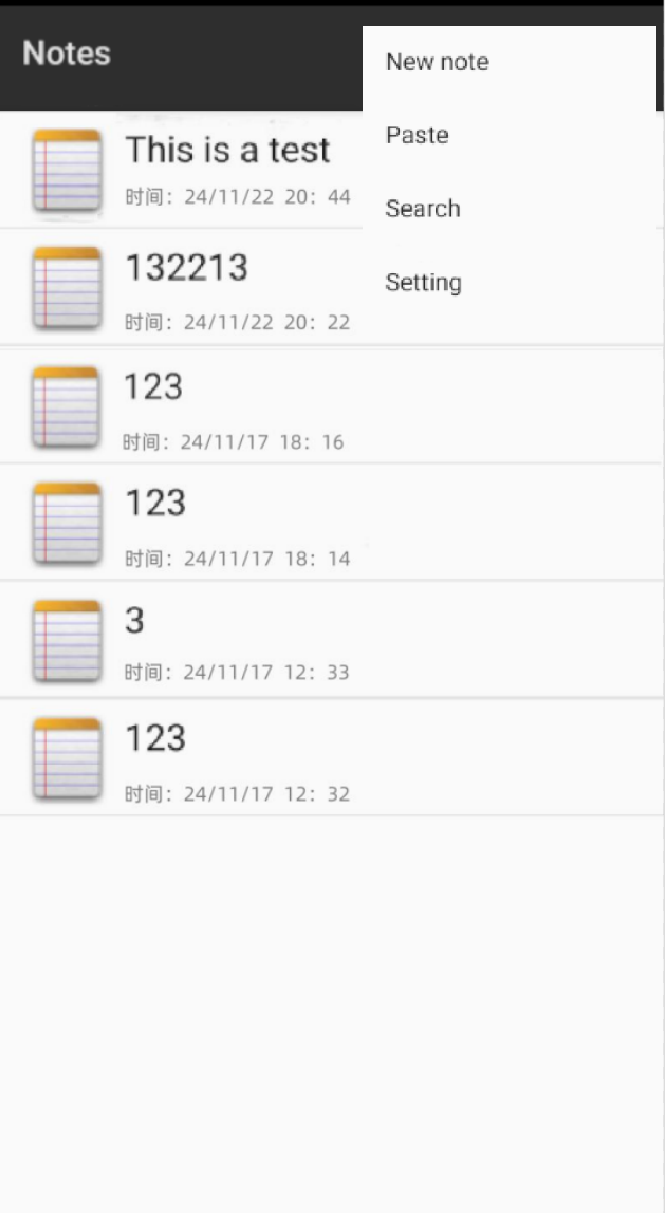 Notes
New note
Paste
Search
Setting
This is a test
时间：24/11/22 20：44
132213
时间：24/11/22 20：22
123
时间：24/11/17 18：16
123
时间：24/11/17 18：14
3
时间：24/11/17 12：33
123
时间：24/11/17 12：32